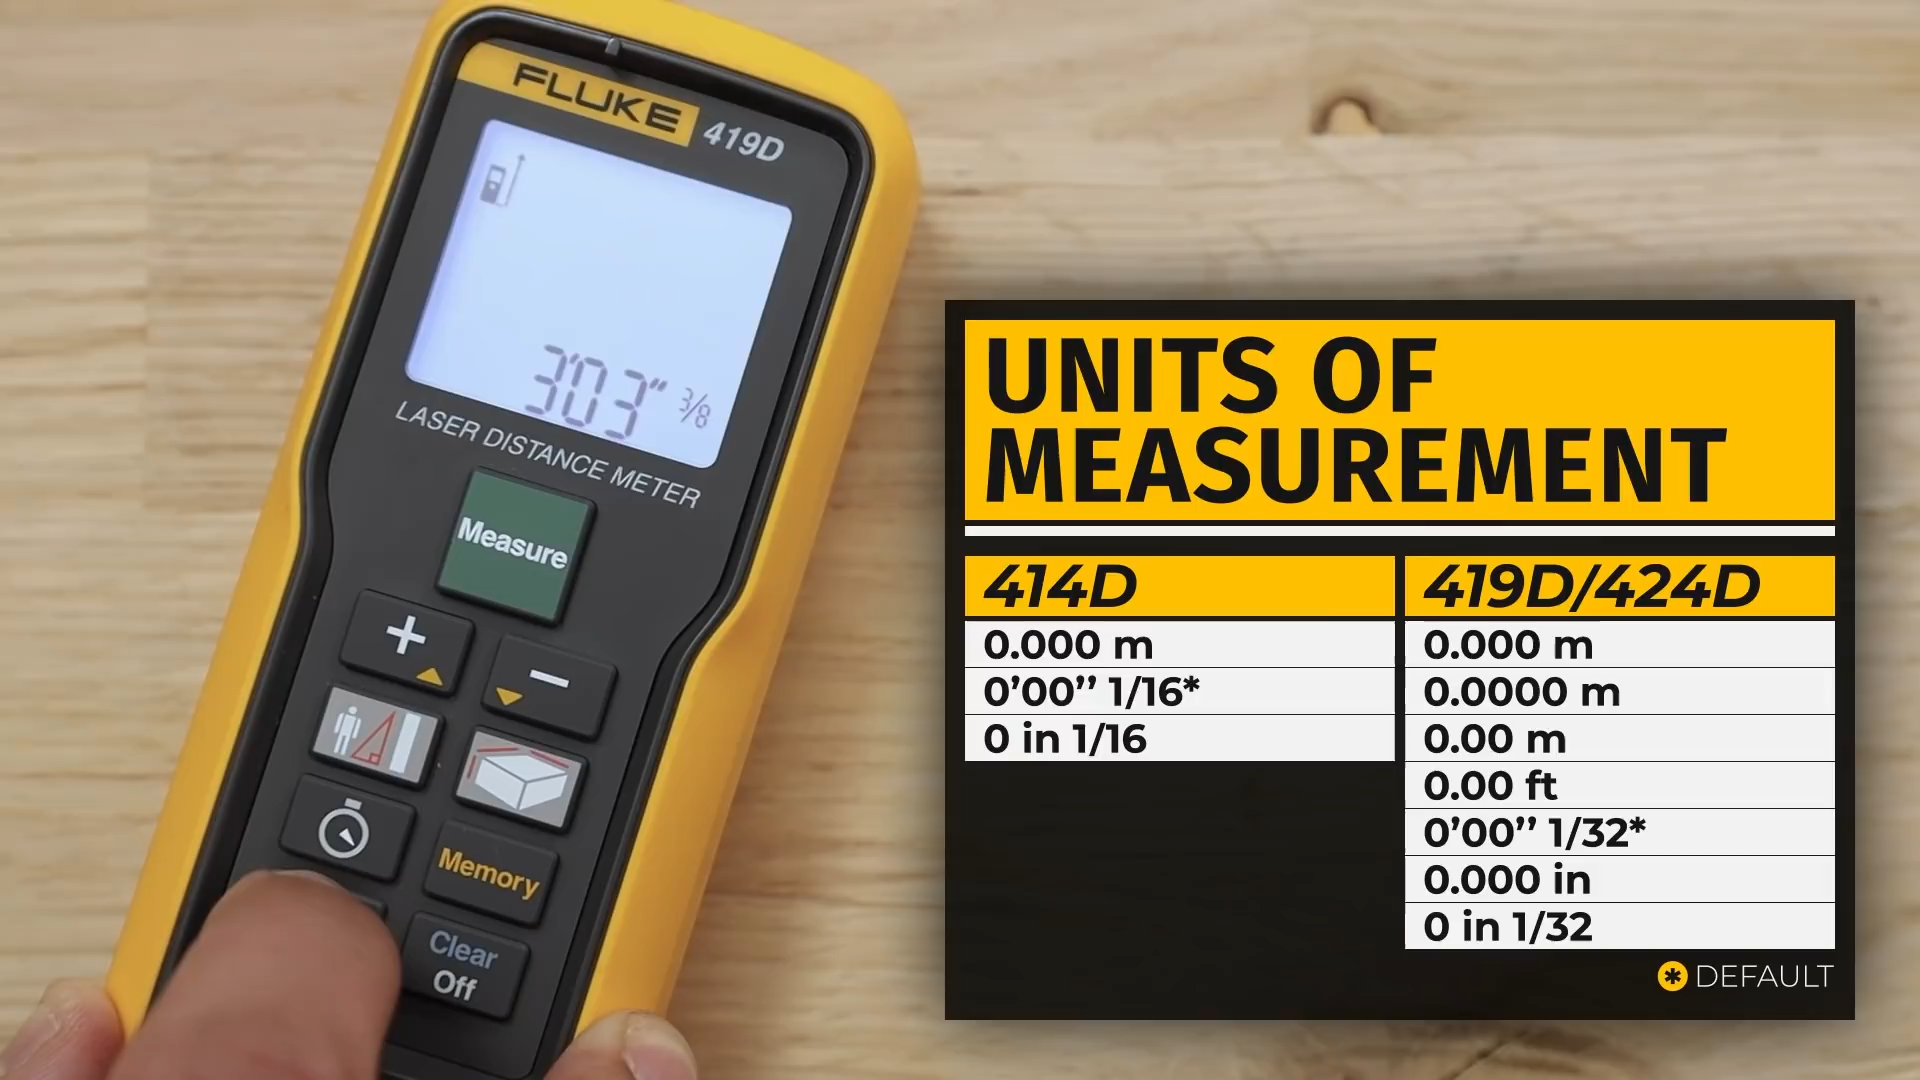 FLUKE 419D
3'03" 3/8
LASER DISTANCE METER
Measure
+
−
Memory
Clear
Off
UNITS OF
MEASUREMENT
414D
0.000 m
0’00’’ 1/16*
0 in 1/16
419D/424D
0.000 m
0.0000 m
0.00 m
0.00 ft
0’00’’ 1/32*
0.000 in
0 in 1/32
* DEFAULT